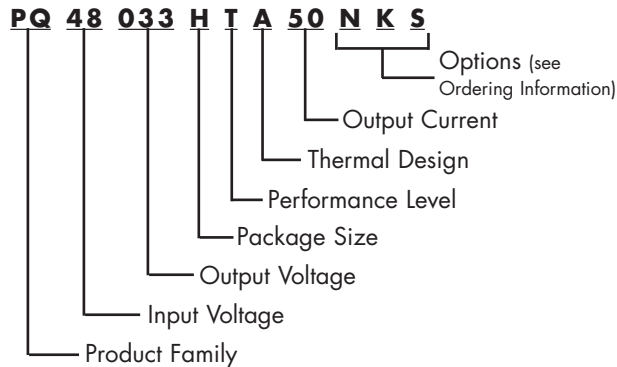 PQ 48 033 H T A 50 N K S
Options (see
Ordering Information)
Output Current
Thermal Design
Performance Level
Package Size
Output Voltage
Input Voltage
Product Family